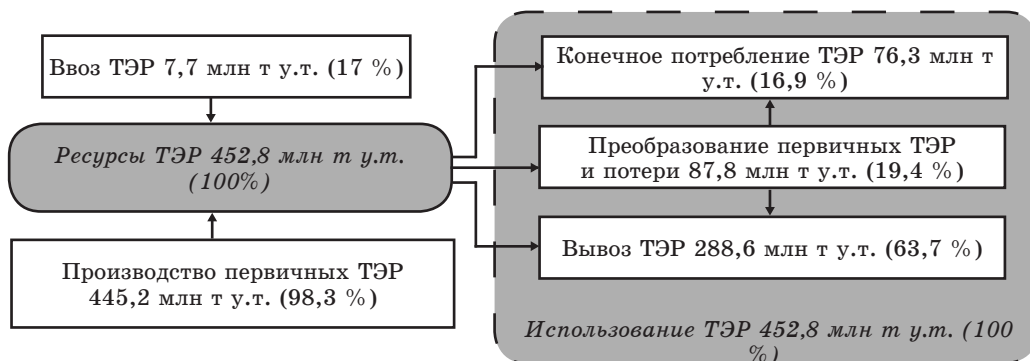 Ввоз ТЭР 7,7 млн т у.т. (17 %)
Ресурсы ТЭР 452,8 млн т у.т.
(100%)
Производство первичных ТЭР
445,2 млн т у.т. (98,3 %)
Конечное потребление ТЭР 76,3 млн т
у.т. (16,9 %)
Преобразование первичных ТЭР
и потери 87,8 млн т у.т. (19,4 %)
Вывоз ТЭР 288,6 млн т у.т. (63,7 %)
Использование ТЭР 452,8 млн т у.т. (100
%)